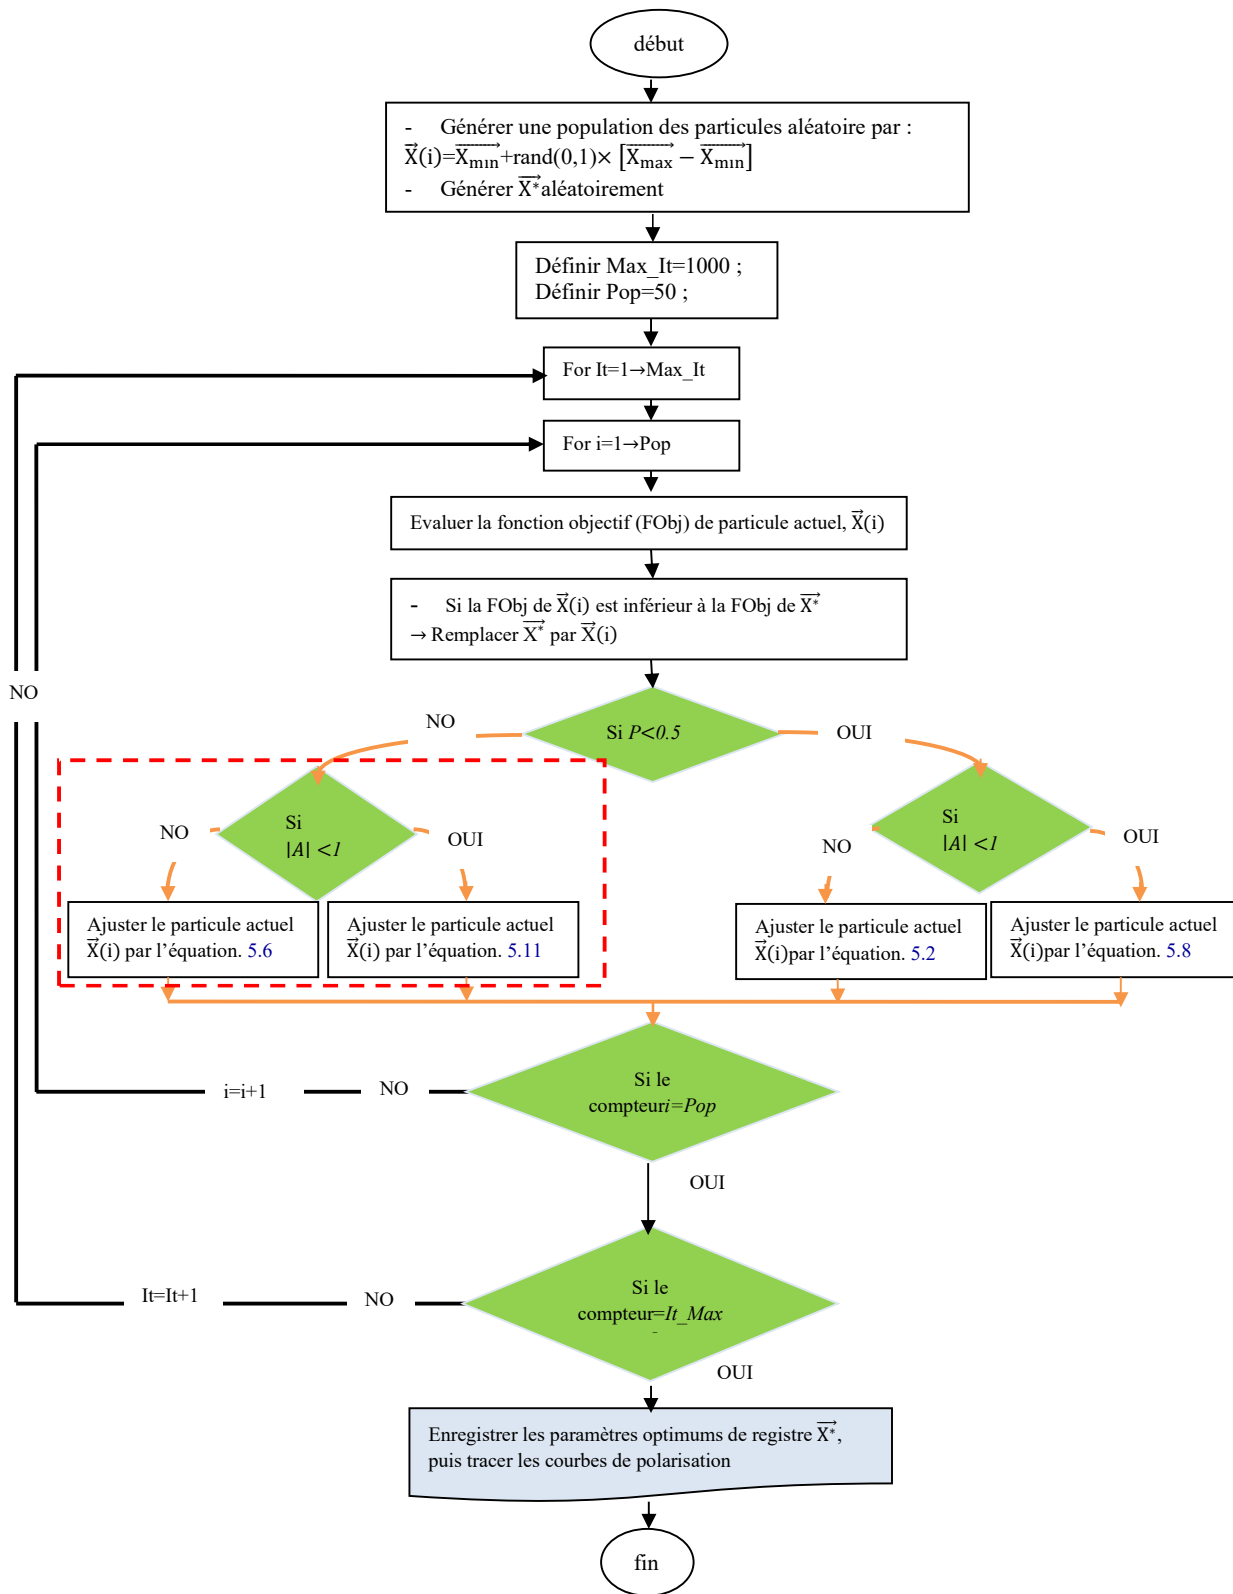 début
- Générer une population des particules aléatoire par :
X⃗(i)=X⃗min+rand(0,1)× [X⃗max − X⃗min]
- Générer X⃗* aléatoirement
Définir Max_It=1000 ;
Définir Pop=50 ;
For It=1→Max_It
For i=1→Pop
Evaluer la fonction objectif (FObj) de particule actuel, X⃗(i)
- Si la FObj de X⃗(i) est inférieur à la FObj de X⃗*
→ Remplacer X⃗* par X⃗(i)
NO
Si P<0.5
NO
OUI
Si
|A| <1
NO
OUI
Si
|A| <1
NO
OUI
Ajuster le particule actuel
X⃗(i) par l’équation. 5.6
Ajuster le particule actuel
X⃗(i) par l’équation. 5.11
Ajuster le particule actuel
X⃗(i)par l’équation. 5.2
Ajuster le particule actuel
X⃗(i)par l’équation. 5.8
Si le
compteuri=Pop
i=i+1
NO
OUI
Si le
compteur=It_Max
It=It+1
NO
OUI
Enregistrer les paramètres optimums de registre X⃗*,
puis tracer les courbes de polarisation
fin